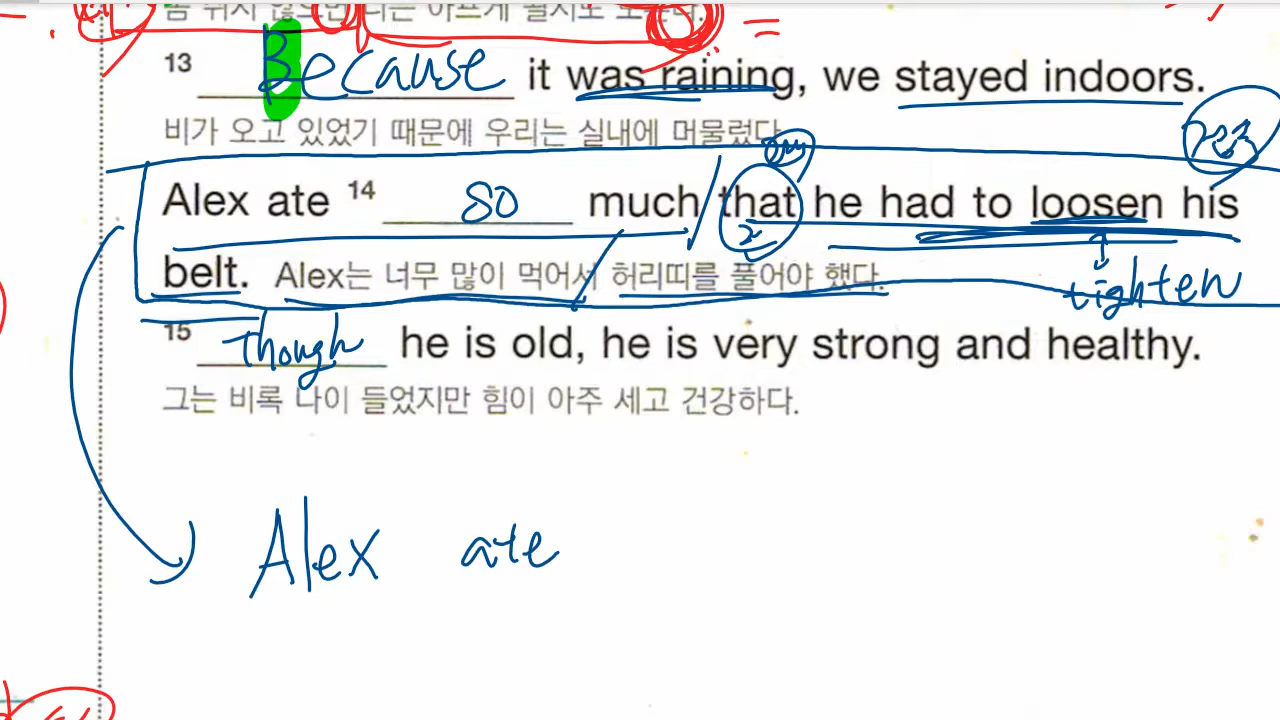 13 Because it was raining, we stayed indoors.
비가 오고 있었기 때문에 우리는 실내에 머물렀다.
Alex ate 14 so much that he had to loosen his
belt. Alex는 너무 많이 먹어서 허리띠를 풀어야 했다.
tighten
15 Though he is old, he is very strong and healthy.
그는 비록 나이 들었지만 힘이 아주 세고 건강하다.
Alex ate